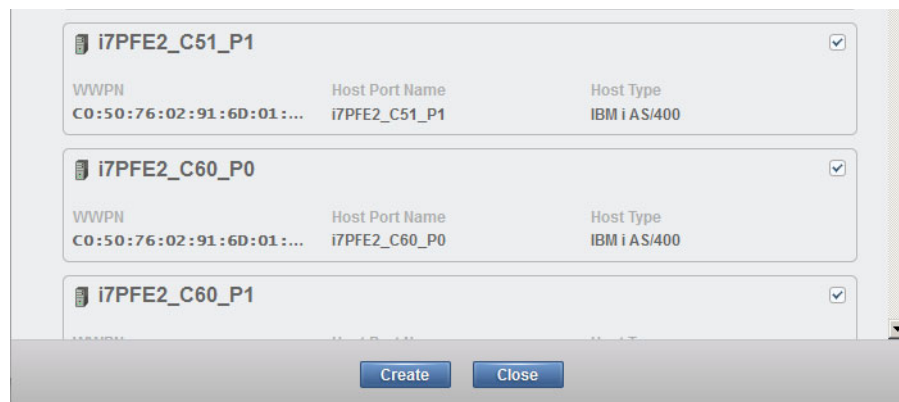 i7PFE2_C51_P1
WWPN Host Port Name Host Type
C0:50:76:02:91:6D:01:... i7PFE2_C51_P1 IBM i AS/400
i7PFE2_C60_P0
WWPN Host Port Name Host Type
C0:50:76:02:91:6D:01:... i7PFE2_C60_P0 IBM i AS/400
i7PFE2_C60_P1
Create Close